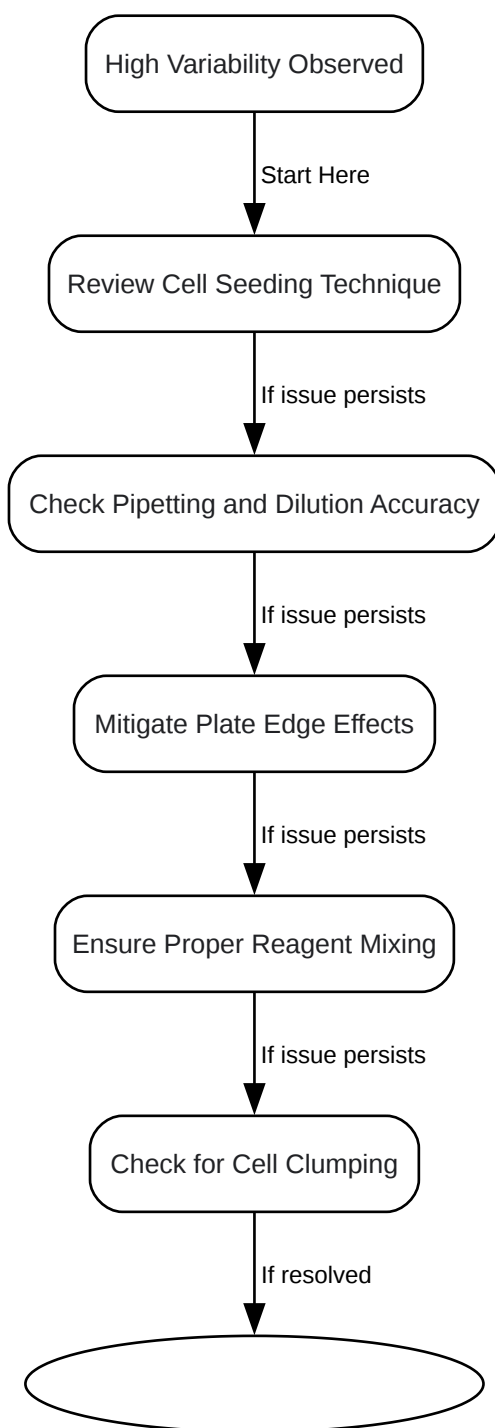 High Variability Observed
Start Here
Review Cell Seeding Technique
If issue persists
Check Pipetting and Dilution Accuracy
If issue persists
Mitigate Plate Edge Effects
If issue persists
Ensure Proper Reagent Mixing
If issue persists
Check for Cell Clumping
If resolved